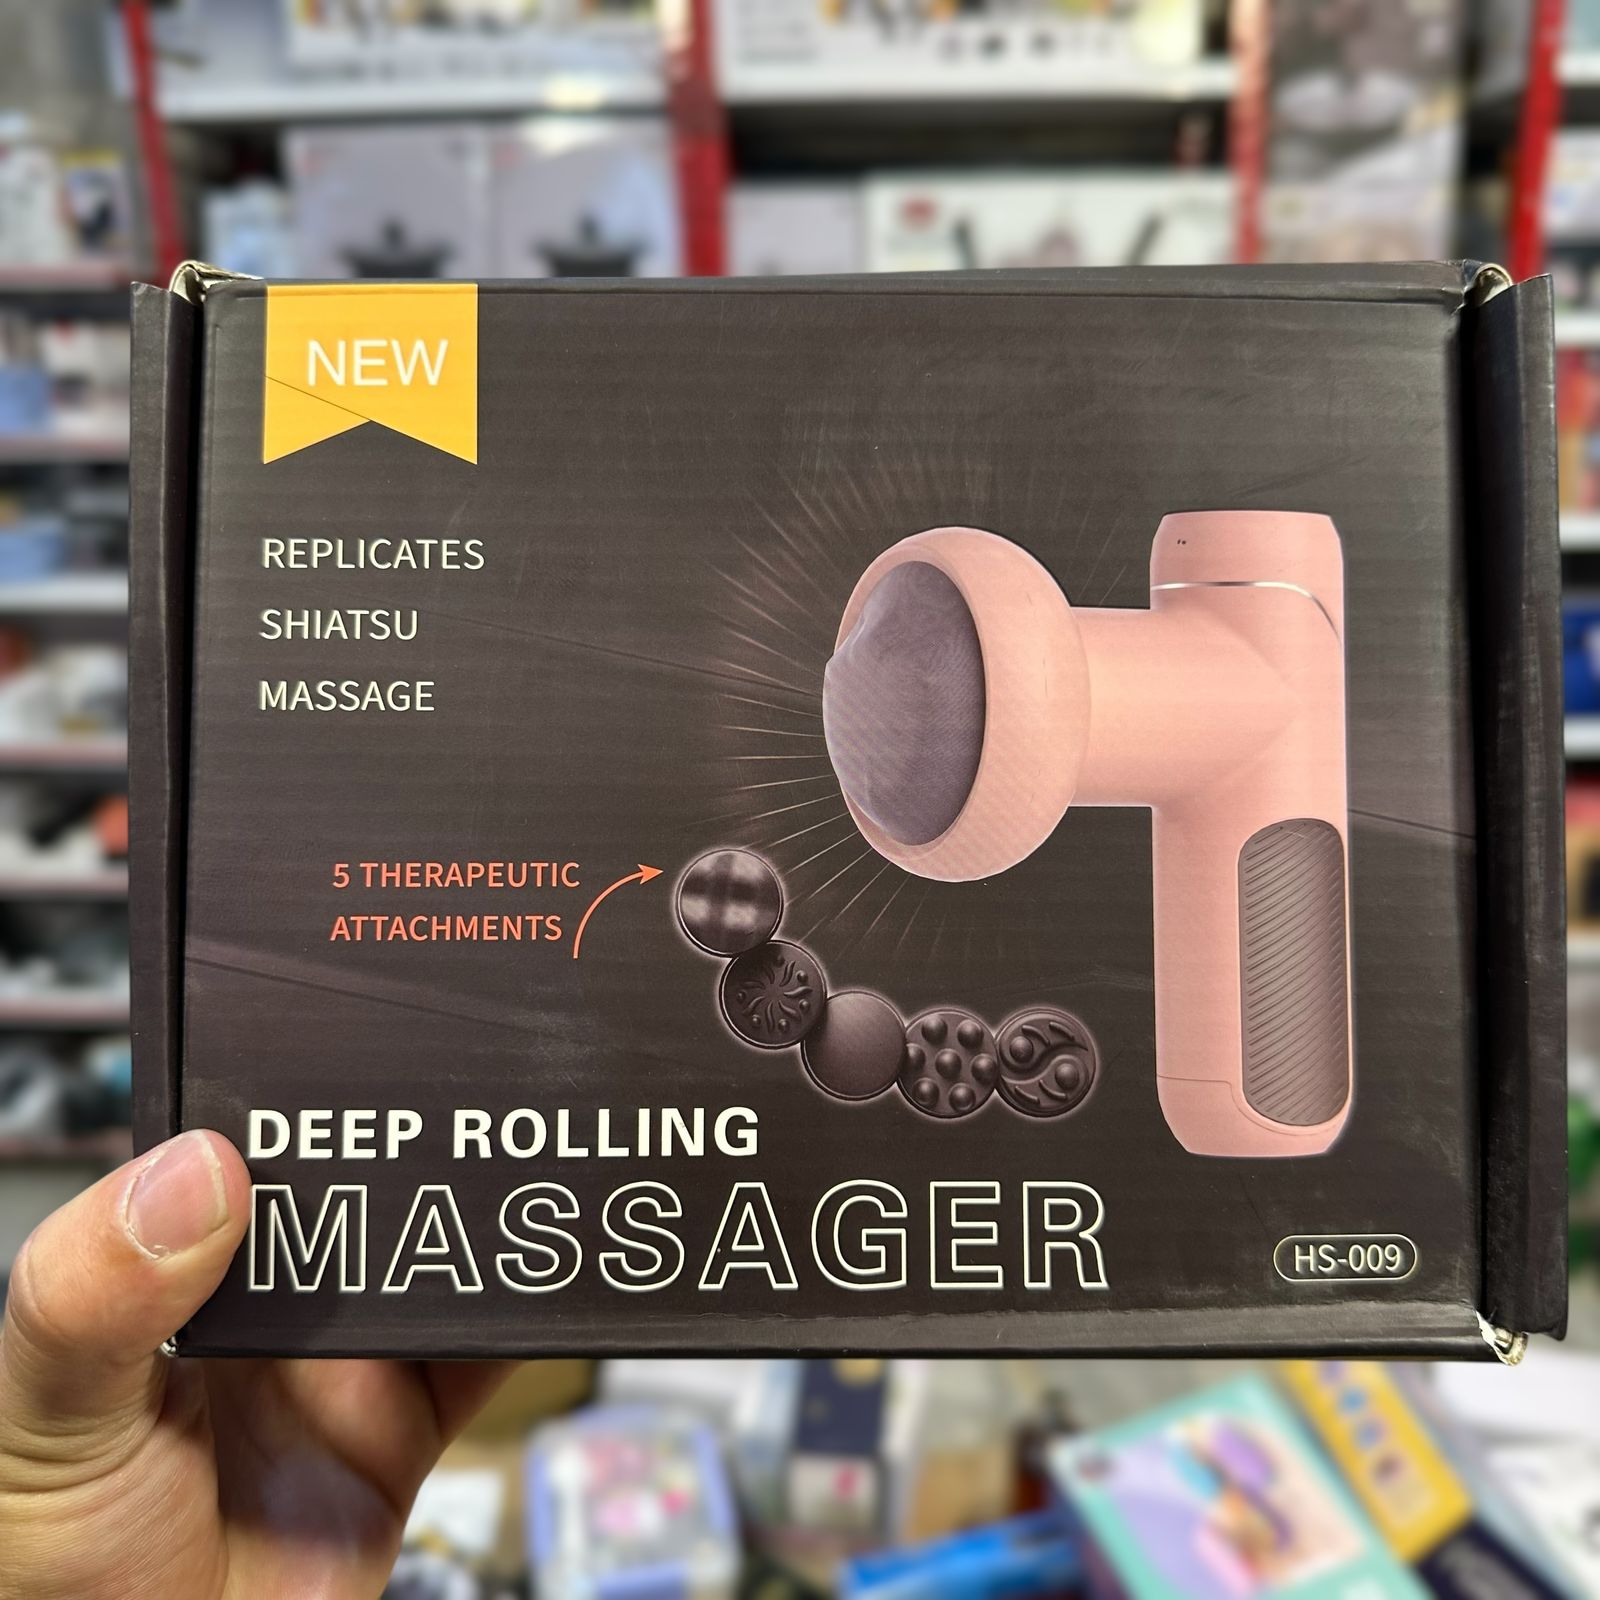 NEW
REPLICATES
SHIATSU
MASSAGE
5 THERAPEUTIC
ATTACHMENTS
DEEP ROLLING
MASSAGER
HS-009